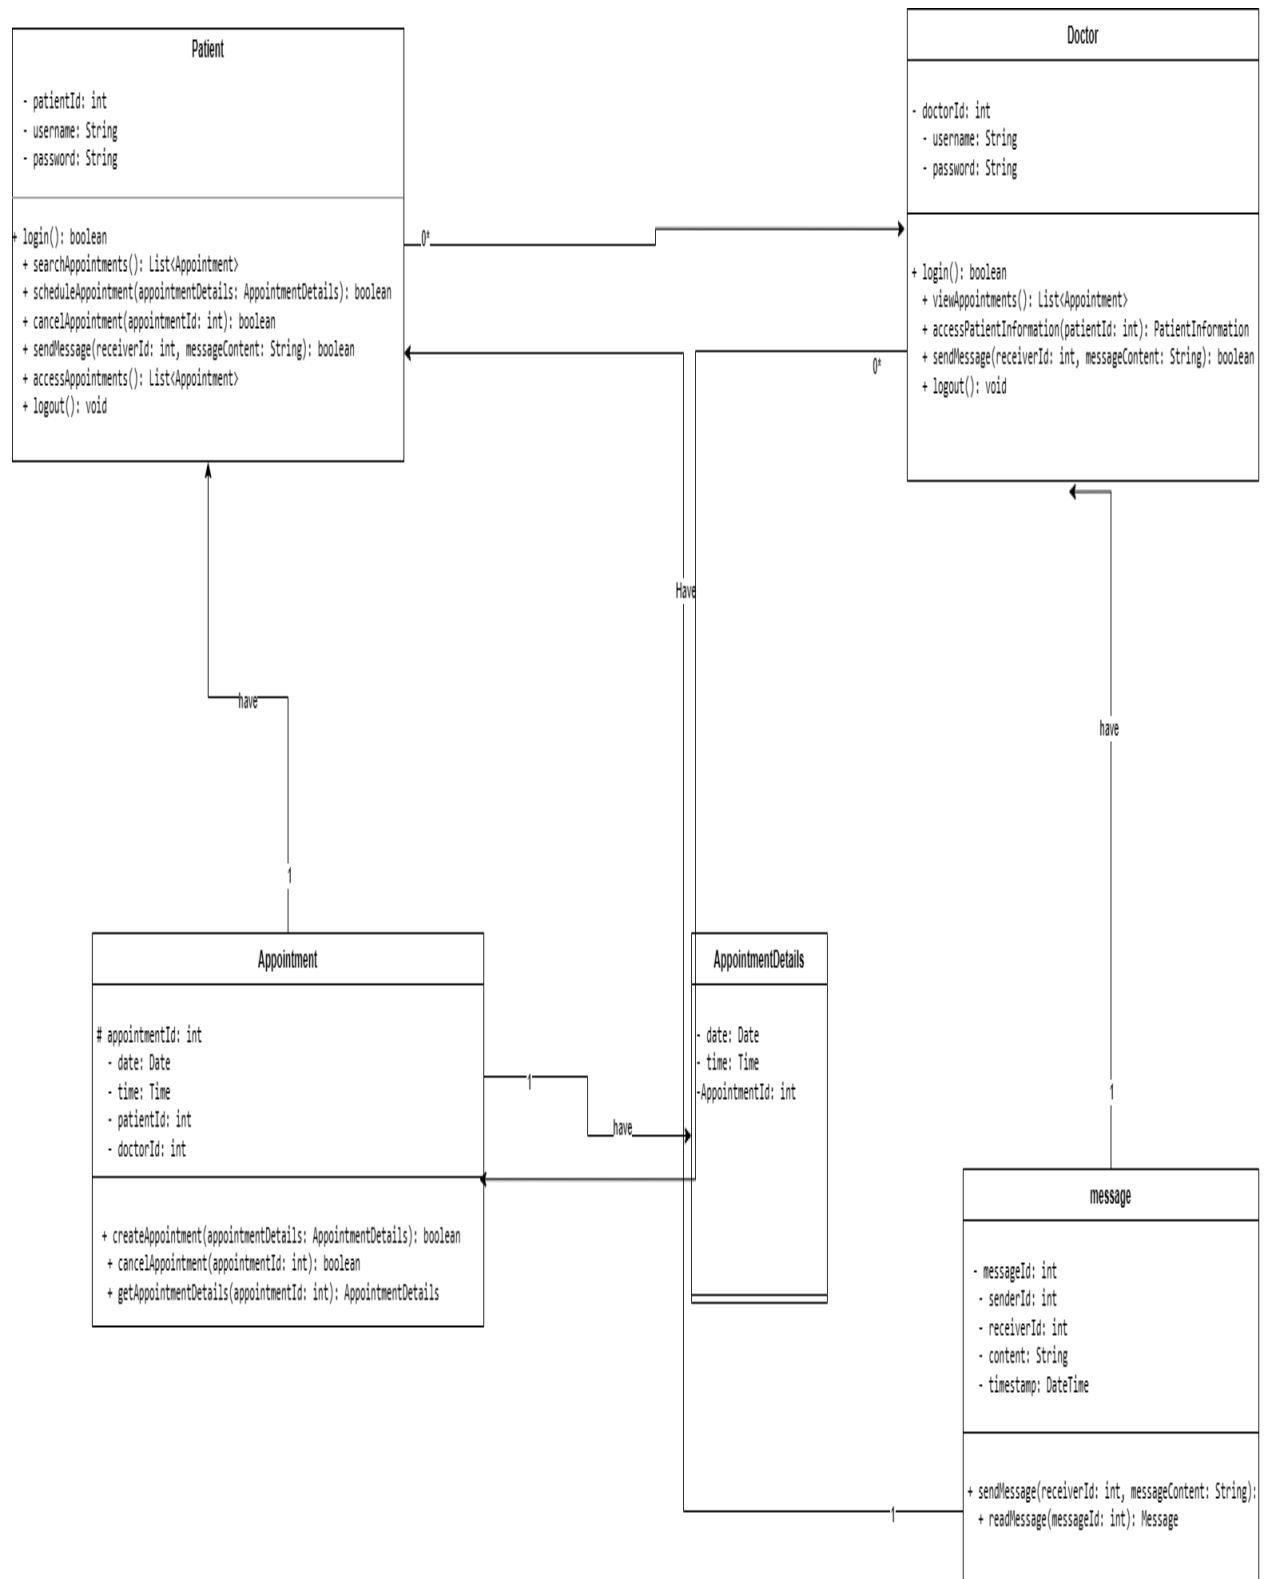 Patient
- patientId: int
- username: String
- password: String
+ login(): boolean
+ searchAppointments(): List<Appointment>
+ scheduleAppointment(appointmentDetails: AppointmentDetails): boolean
+ cancelAppointment(appointmentId: int): boolean
+ sendMessage(receiverId: int, messageContent: String): boolean
+ accessAppointments(): List<Appointment>
+ logout(): void
Doctor
- doctorId: int
- username: String
- password: String
+ login(): boolean
+ viewAppointments(): List<Appointment>
+ accessPatientInformation(patientId: int): PatientInformation
+ sendMessage(receiverId: int, messageContent: String): boolean
+ logout(): void
0*
0*
Have
have
have
1
1
Appointment
# appointmentId: int
- date: Date
- time: Time
- patientId: int
- doctorId: int
+ createAppointment(appointmentDetails: AppointmentDetails): boolean
+ cancelAppointment(appointmentId: int): boolean
+ getAppointmentDetails(appointmentId: int): AppointmentDetails
1
have
AppointmentDetails
- date: Date
- time: Time
-AppointmentId: int
message
- messageId: int
- senderId: int
- receiverId: int
- content: String
- timestamp: DateTime
+ sendMessage(receiverId: int, messageContent: String):
+ readMessage(messageId: int): Message
1